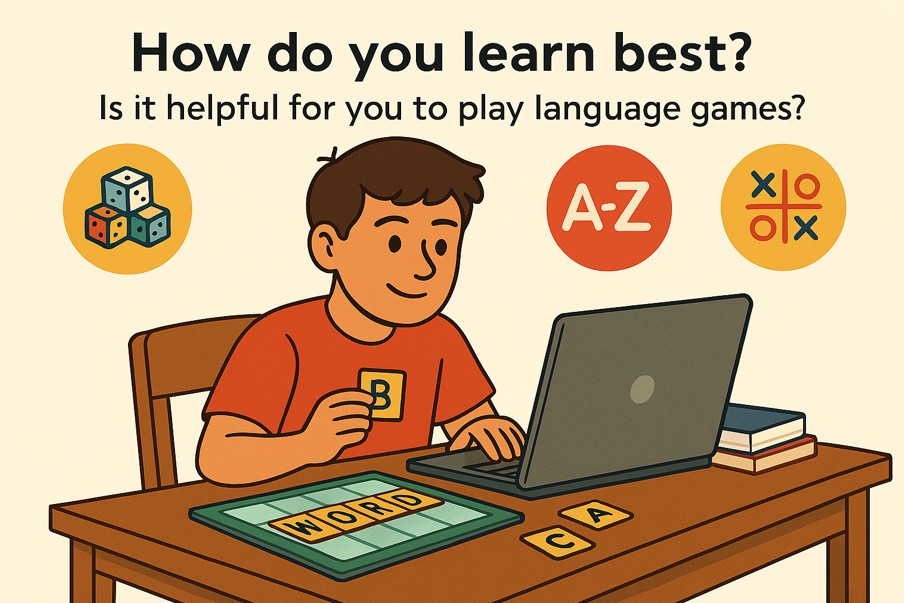 How do you learn best?
Is it helpful for you to play language games?
A-Z
X O
O X
B
WORD
A
C